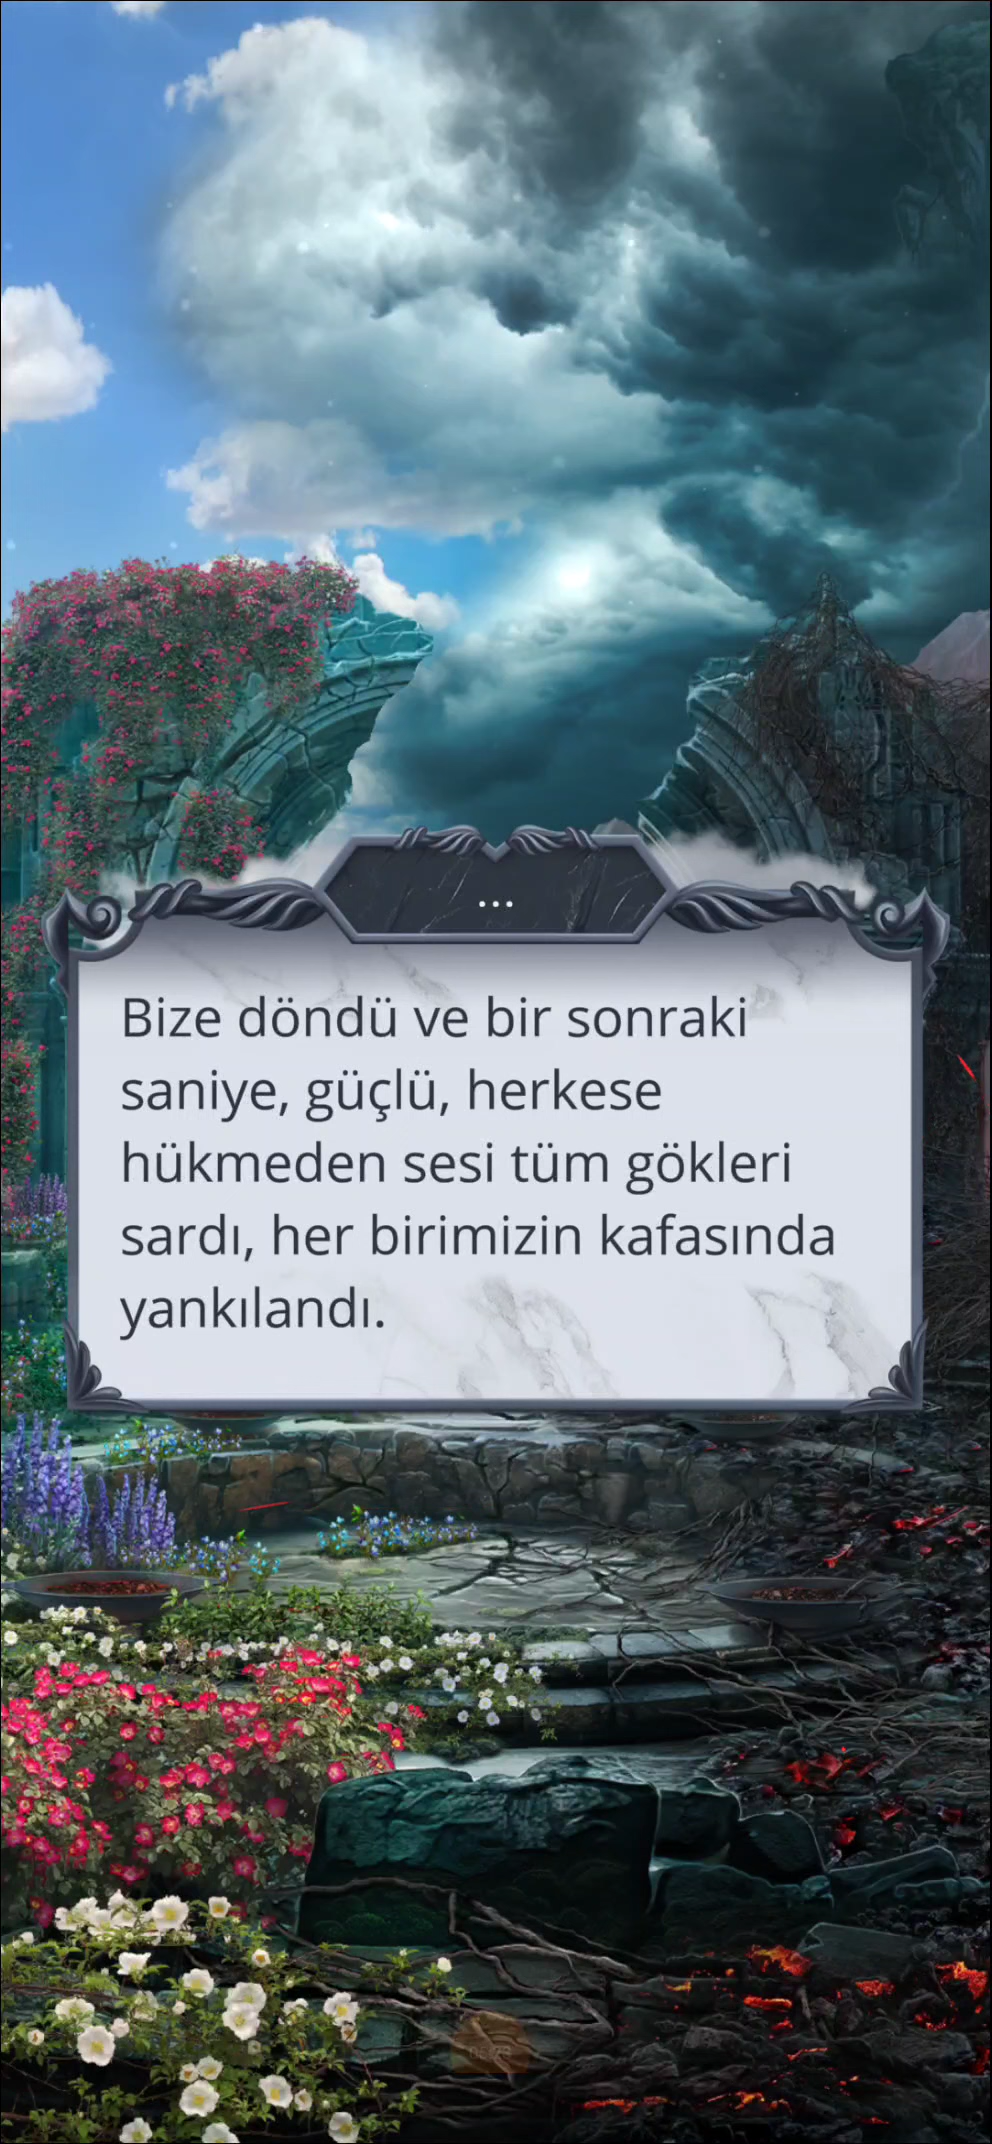 ...
Bize döndü ve bir sonraki
saniye, güçlü, herkese
hükmeden sesi tüm gökleri
sardı, her birimizin kafasında
yankılandı.